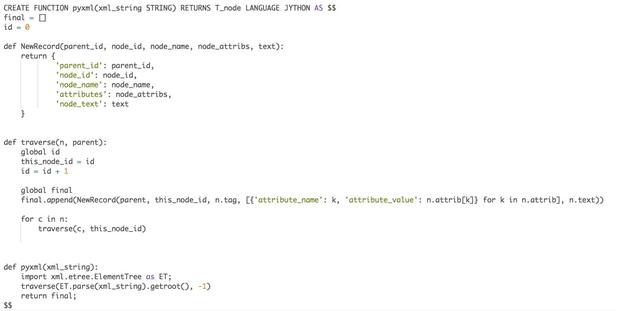 CREATE FUNCTION pyxml(xml_string STRING) RETURNS T_node LANGUAGE JYTHON AS $$
final = []
id = 0
def NewRecord(parent_id, node_id, node_name, node_attribs, text):
    return {
            'parent_id': parent_id,
            'node_id': node_id,
            'node_name': node_name,
            'attributes': node_attribs,
            'node_text': text
    }
def traverse(n, parent):
    global id
    this_node_id = id
    id = id + 1
    global final
    final.append(NewRecord(parent, this_node_id, n.tag, [{'attribute_name': k, 'attribute_value': n.attrib[k]} for k in n.attrib], n.text))
    for c in n:
        traverse(c, this_node_id)
def pyxml(xml_string):
    import xml.etree.ElementTree as ET;
    traverse(ET.parse(xml_string).getroot(), -1)
    return final;
$$